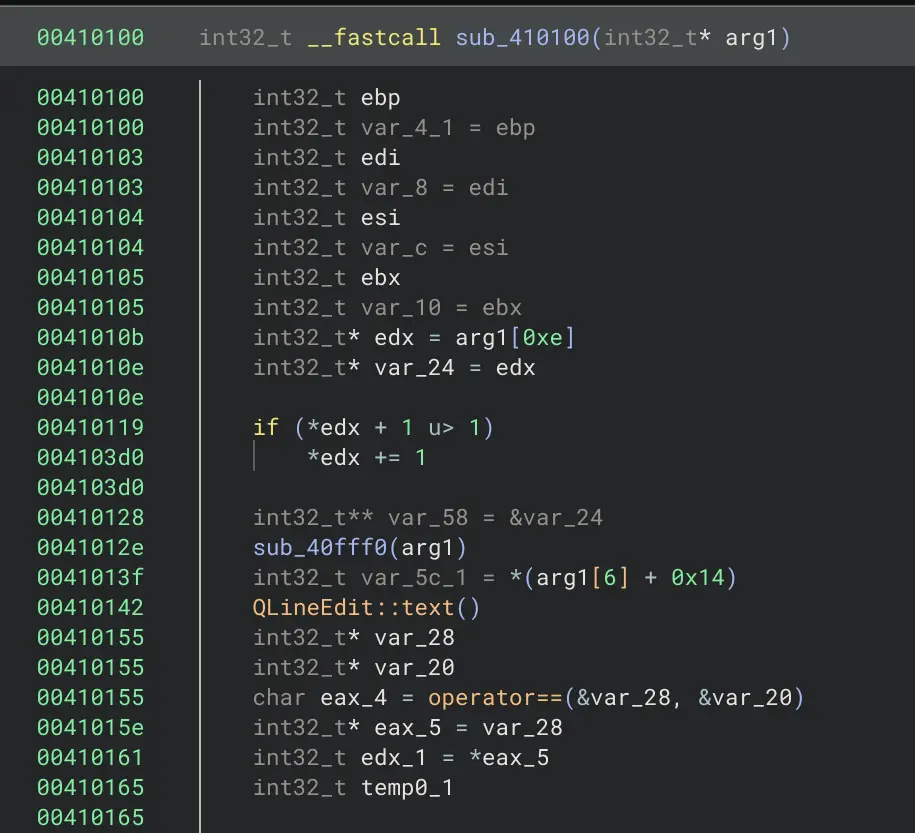 00410100 int32_t __fastcall sub_410100(int32_t* arg1)
00410100 int32_t ebp
00410100 int32_t var_4_1 = ebp
00410103 int32_t edi
00410103 int32_t var_8 = edi
00410104 int32_t esi
00410104 int32_t var_c = esi
00410105 int32_t ebx
00410105 int32_t var_10 = ebx
0041010b int32_t* edx = arg1[0xe]
0041010e int32_t* var_24 = edx
0041010e
00410119 if (*edx + 1 u> 1)
004103d0 *edx += 1
004103d0
00410128 int32_t** var_58 = &var_24
0041012e sub_40fff0(arg1)
0041013f int32_t var_5c_1 = *(arg1[6] + 0x14)
00410142 QLineEdit::text()
00410155 int32_t* var_28
00410155 int32_t* var_20
00410155 char eax_4 = operator==(&var_28, &var_20)
0041015e int32_t* eax_5 = var_28
00410161 int32_t edx_1 = *eax_5
00410165 int32_t temp0_1
00410165